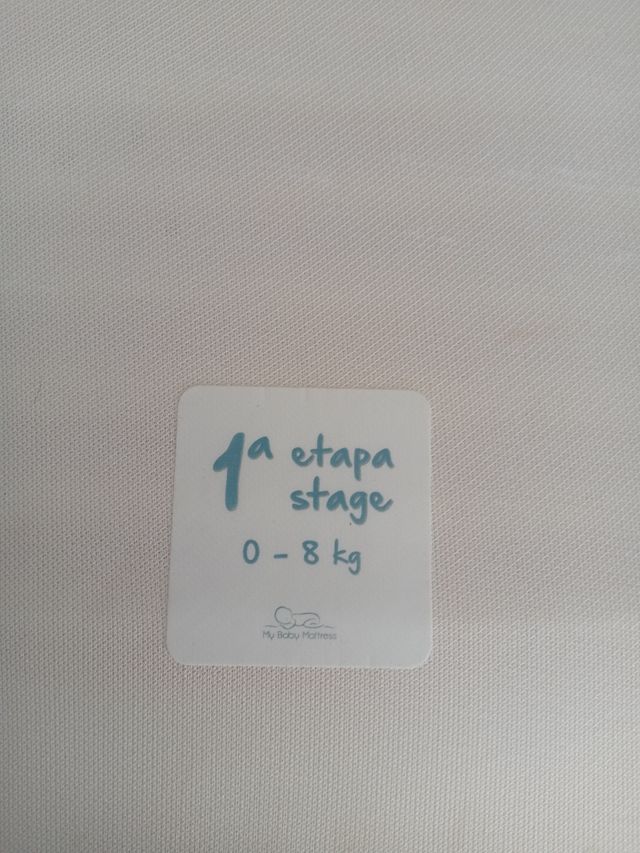 1ª etapa
stage
0 - 8 kg
My Baby Mattress